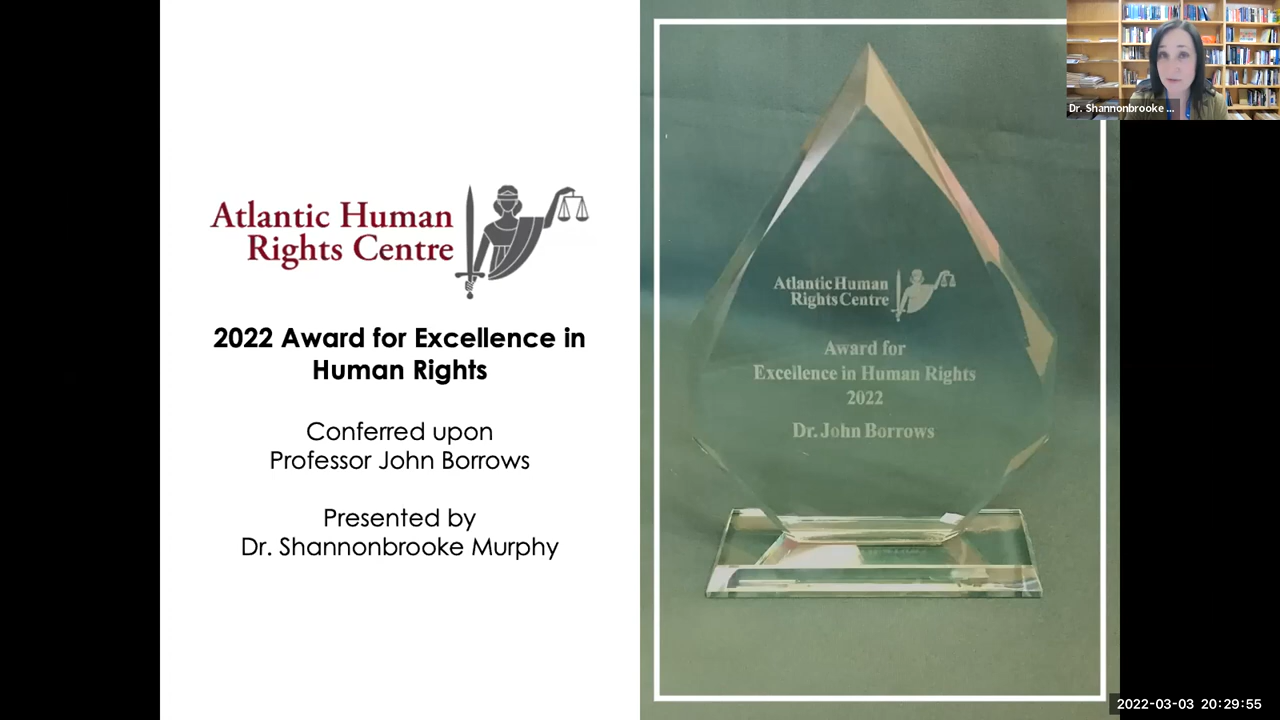 Atlantic Human
Rights Centre
2022 Award for Excellence in
Human Rights
Conferred upon
Professor John Borrows
Presented by
Dr. Shannonbrooke Murphy
Atlantic Human
Rights Centre
Award for
Excellence in Human Rights
2022
Dr. John Borrows
Dr. Shannonbrooke ...
2022-03-03 20:29:55